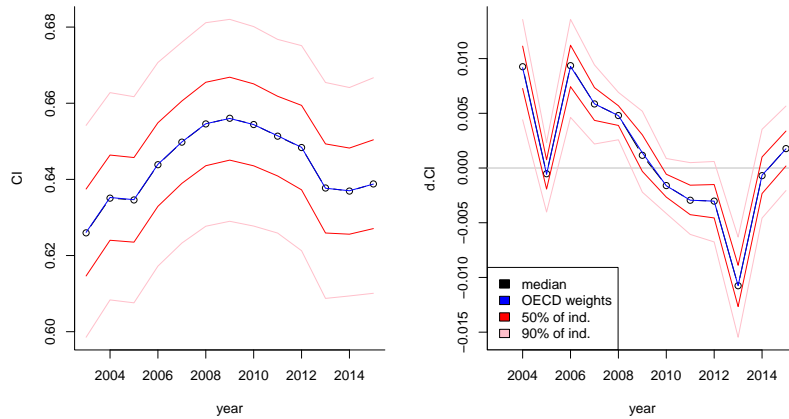 0.68
0.66
0.64
0.62
0.60
CI
2004 2006 2008 2010 2012 2014
year
0.010
0.005
0.000
−0.005
−0.010
−0.015
d.CI
median
OECD weights
50% of ind.
90% of ind.
2004 2006 2008 2010 2012 2014
year